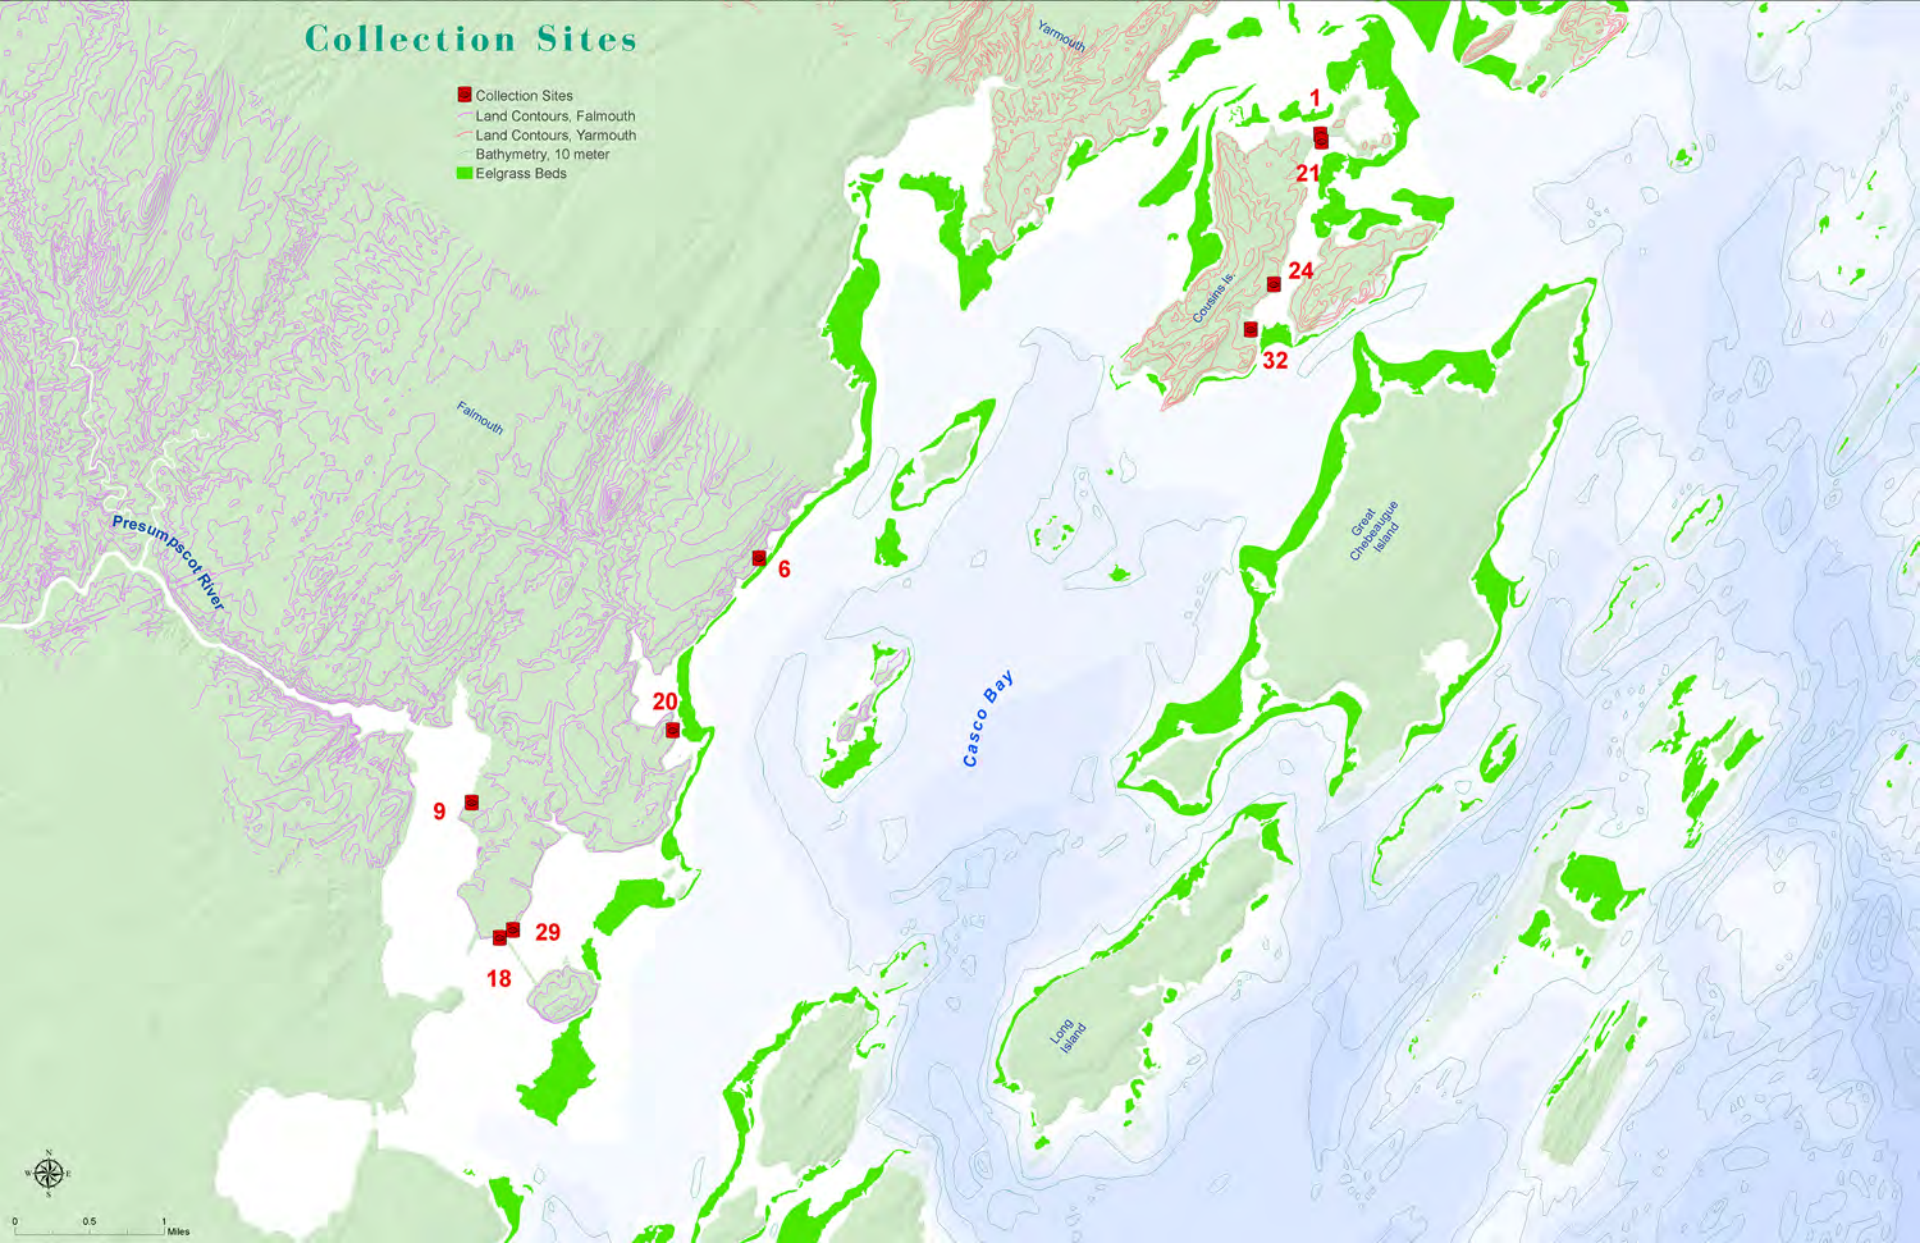 Collection Sites
Collection Sites
Land Contours, Falmouth
Land Contours, Yarmouth
Bathymetry, 10 meter
Eelgrass Beds
Yarmouth
1
21
24
Cousins Is.
32
Falmouth
Great
Chebeaugue
Island
Presumpscot River
6
20
Casco Bay
9
29
18
Long
Island
N
W
E
S
0
0.5
1
Miles